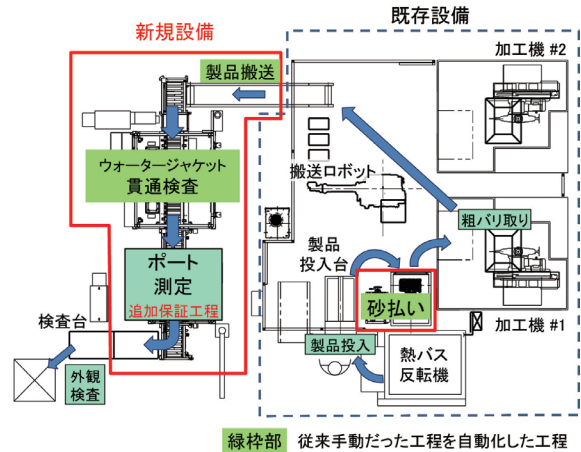 新規設備
既存設備
製品搬送
加工機 #2
ウォータージャケット
貫通検査
搬送ロボット
粗バリ取り
製品
投入台
ポート
測定
追加保証工程
砂払い
検査台
加工機 #1
製品投入
熱バス
反転機
外観
検査
緑枠部 従来手動だった工程を自動化した工程